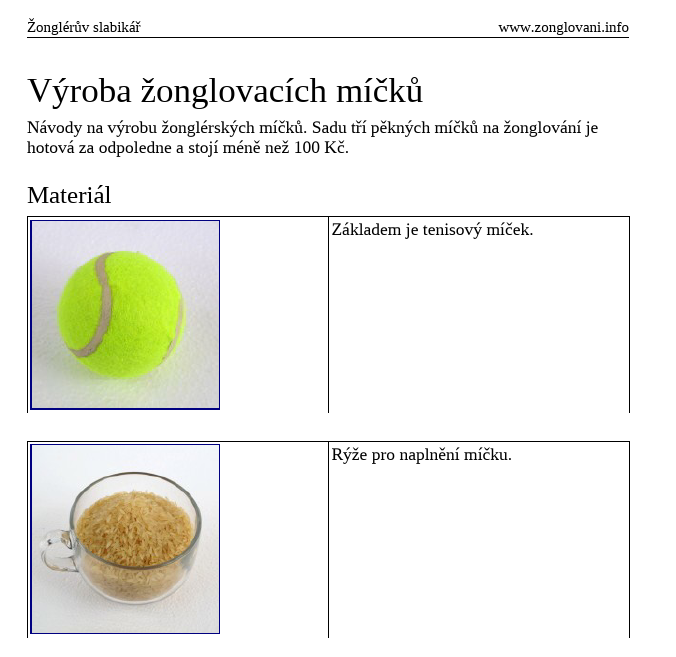 Žonglérův slabikář www.zonglovani.info
Výroba žonglovacích míčků
Návody na výrobu žonglérských míčků. Sadu tří pěkných míčků na žonglování je
hotová za odpoledne a stojí méně než 100 Kč.
Materiál
Základem je tenisový míček.
Rýže pro naplnění míčku.